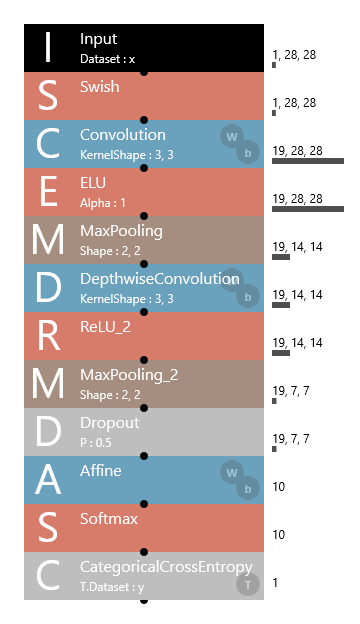 I Input
Dataset : x
1, 28, 28
S Swish
1, 28, 28
C Convolution W b
KernelShape : 3, 3
19, 28, 28
E ELU
Alpha : 1
19, 28, 28
M MaxPooling
Shape : 2, 2
19, 14, 14
D DepthwiseConvolution W b
KernelShape : 3, 3
19, 14, 14
R ReLU_2
19, 14, 14
M MaxPooling_2
Shape : 2, 2
19, 7, 7
D Dropout
P : 0.5
19, 7, 7
A Affine W b
10
S Softmax
10
C CategoricalCrossEntropy
T.Dataset : y T
1